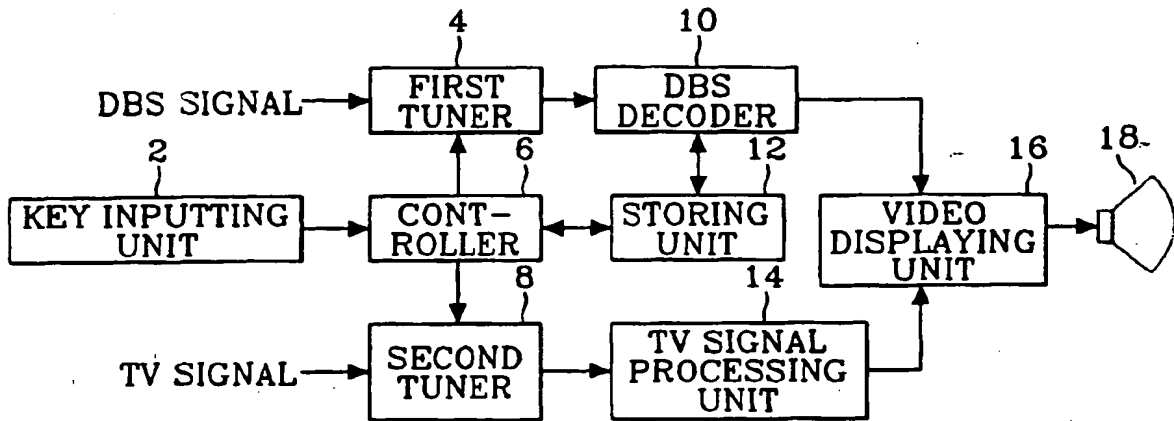 4
10
DBS SIGNAL
FIRST
TUNER
DBS
DECODER
2
6
12
16
18
KEY INPUTTING
UNIT
CONT-
ROLLER
STORING
UNIT
VIDEO
DISPLAYING
UNIT
8
14
TV SIGNAL
SECOND
TUNER
TV SIGNAL
PROCESSING
UNIT